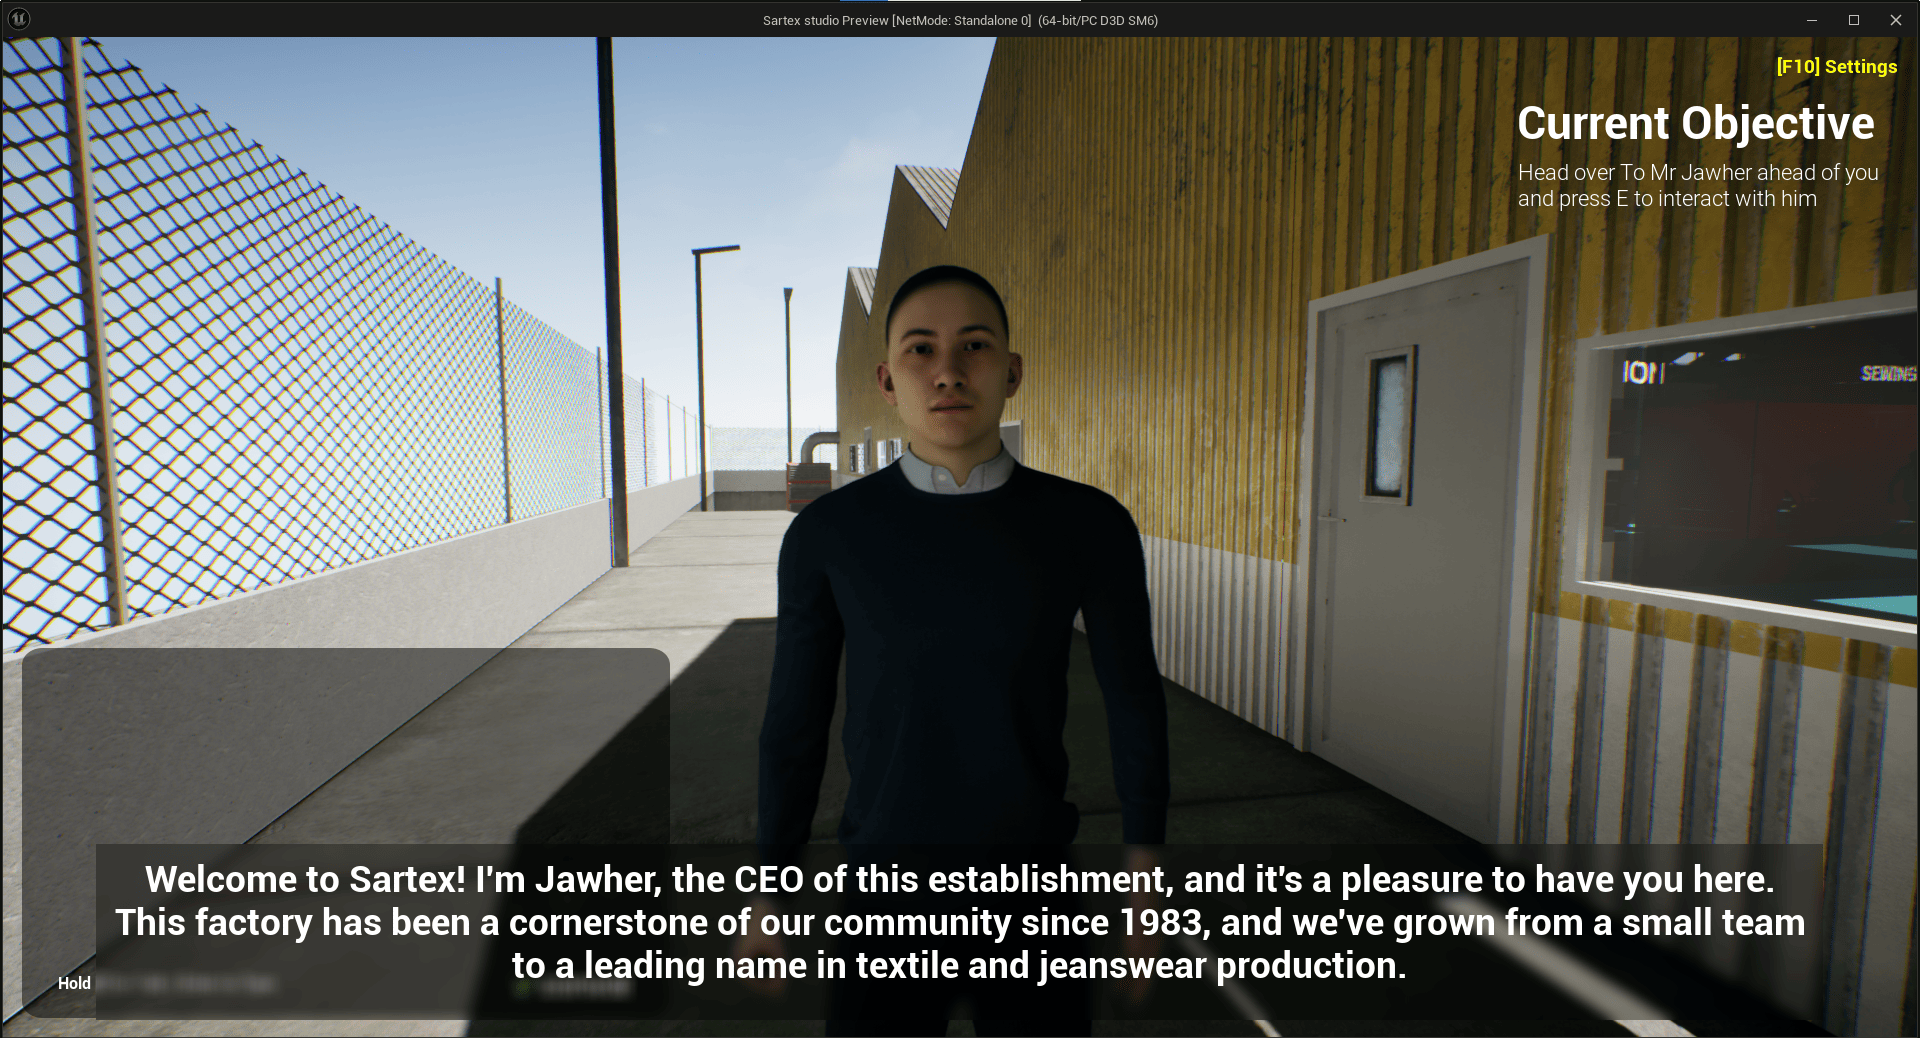 Sartex studio Preview [NetMode: Standalone 0] (64-bit/PC D3D SM6)
[F10] Settings
Current Objective
Head over To Mr Jawher ahead of you
and press E to interact with him
ION
SEWING
Welcome to Sartex! I'm Jawher, the CEO of this establishment, and it's a pleasure to have you here.
This factory has been a cornerstone of our community since 1983, and we've grown from a small team
to a leading name in textile and jeanswear production.
Hold